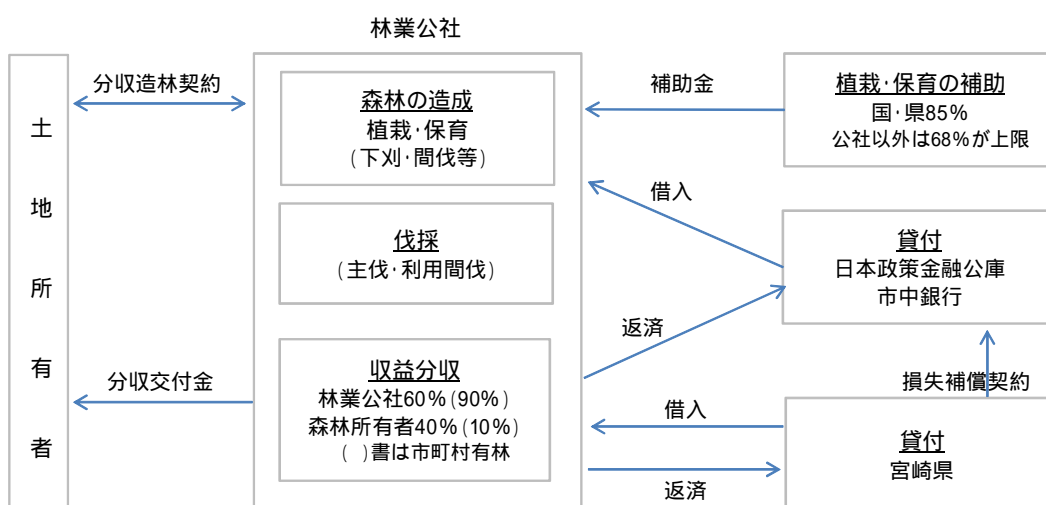 林業公社
土地所有者
分収造林契約
分収交付金
森林の造成
植栽・保育
(下刈・間伐等)
伐採
(主伐・利用間伐)
収益分収
林業公社60%(90%)
森林所有者40%(10%)
( )書は市町村有林
補助金
植栽・保育の補助
国・県85%
公社以外は68%が上限
借入
貸付
日本政策金融公庫
市中銀行
返済
損失補償契約
借入
貸付
宮崎県
返済